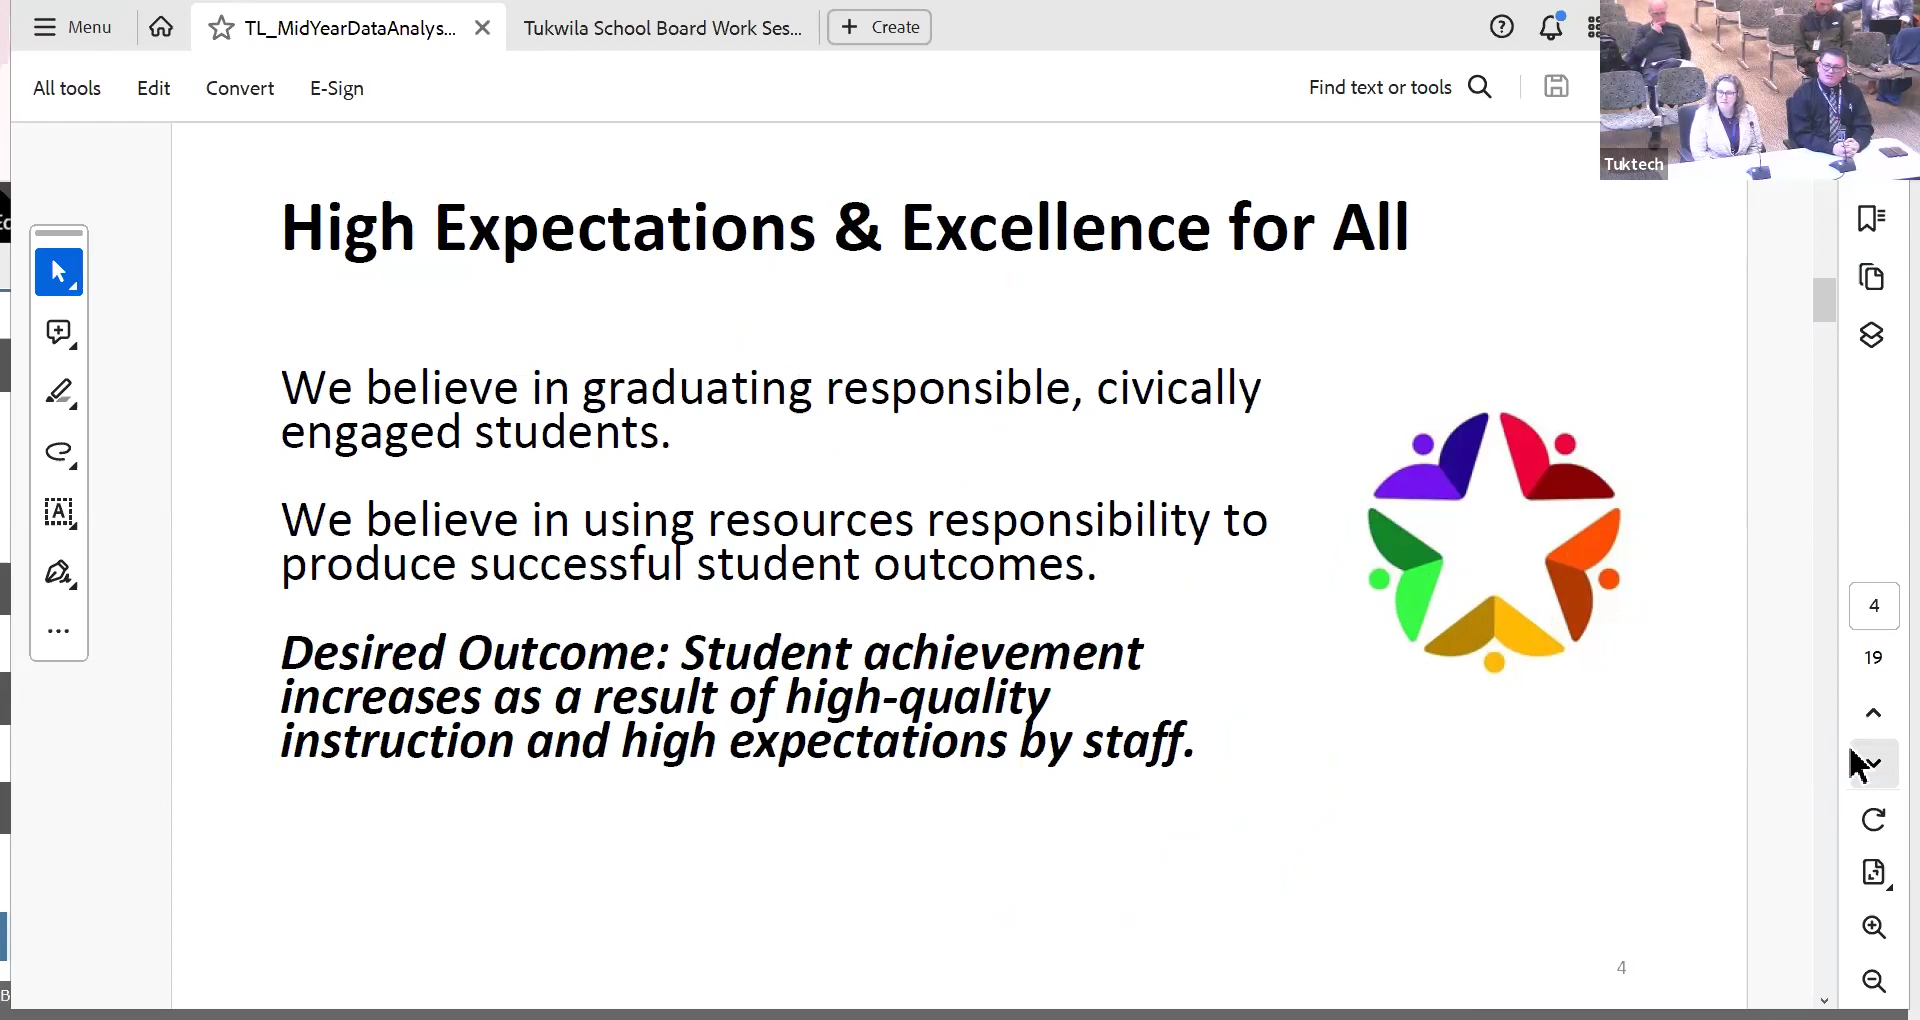 Menu
TL_MidYearDataAnalys...
Tukwila School Board Work Ses...
Create
All tools
Edit
Convert
E-Sign
Find text or tools
Tuktech
High Expectations & Excellence for All
We believe in graduating responsible, civically
engaged students.
We believe in using resources responsibility to
produce successful student outcomes.
Desired Outcome: Student achievement
increases as a result of high-quality
instruction and high expectations by staff.
4
4
19